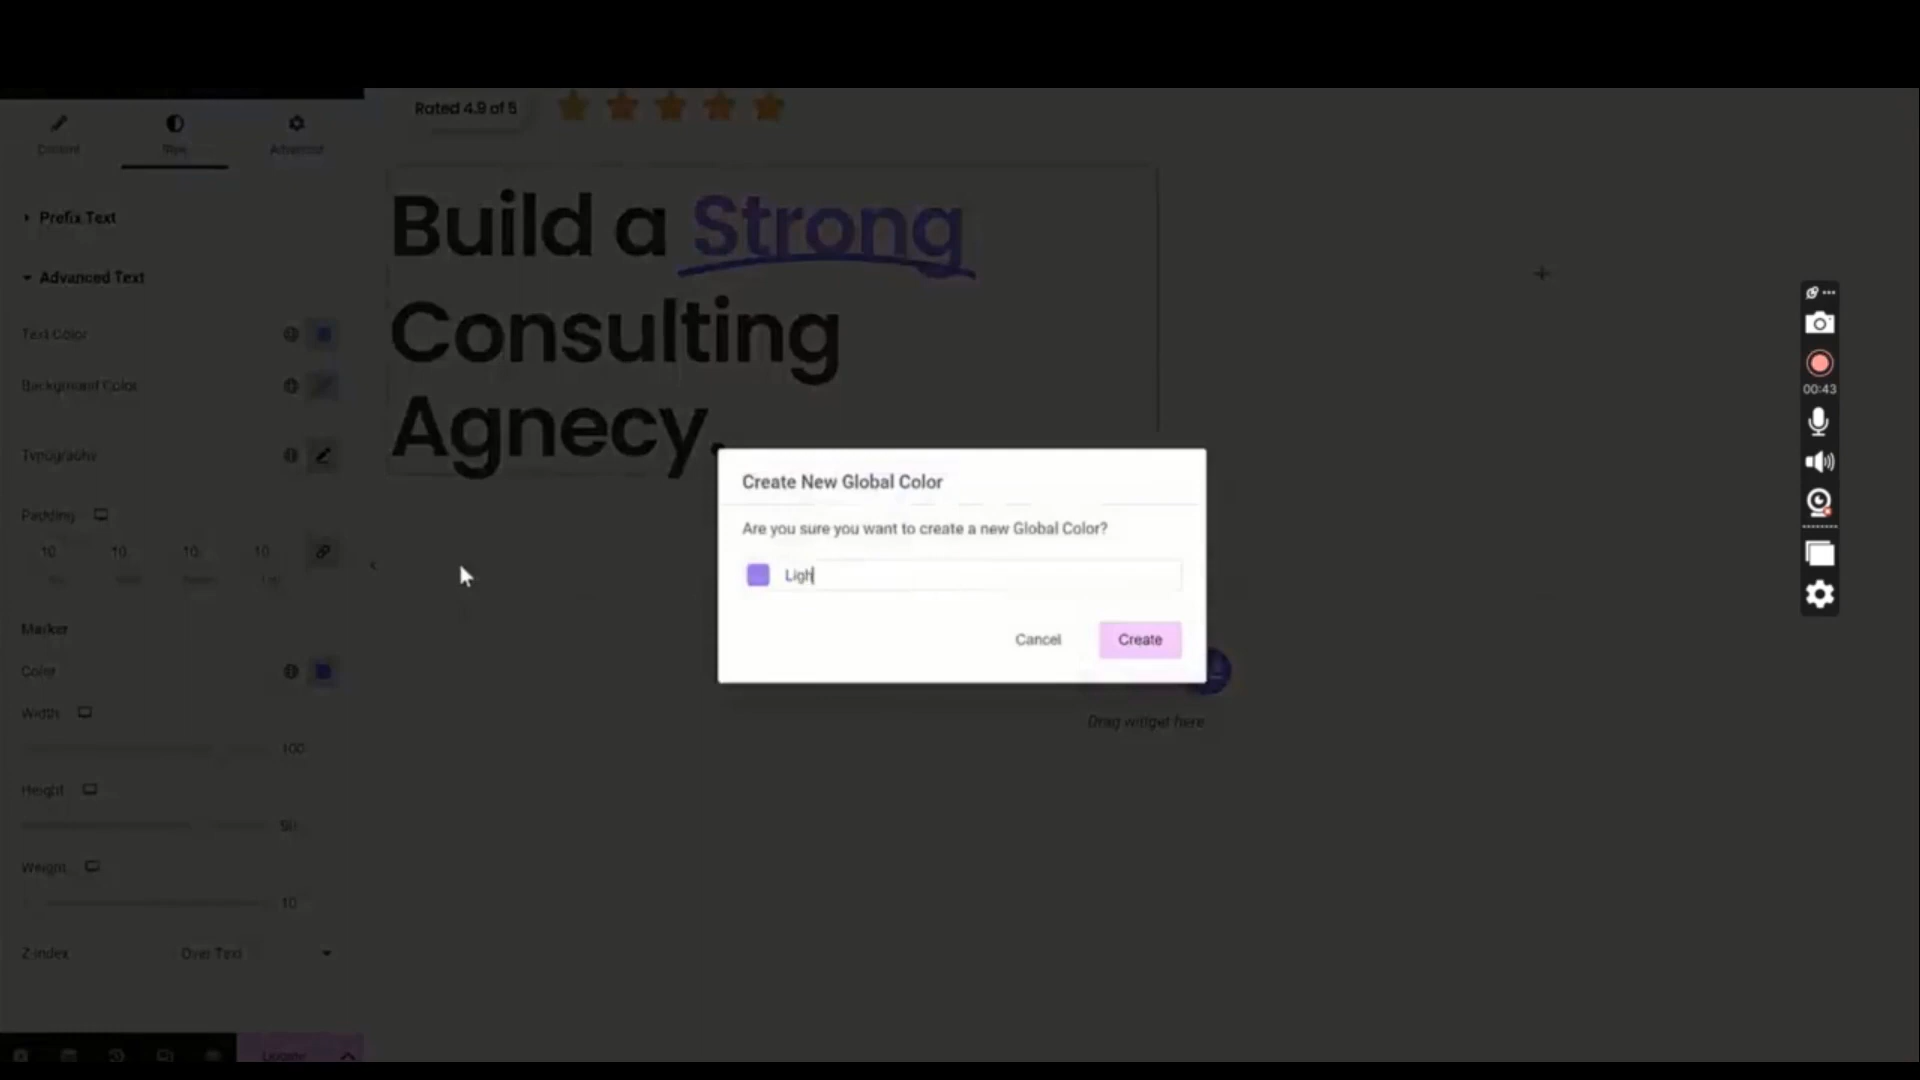 Rated 4.9 of 5
Content
Style
Advanced
Prefix Text
Build a Strong
Advanced Text
Text Color
Consulting
Background Color
Agnecy.
Typography
Create New Global Color
Padding
Are you sure you want to create a new Global Color?
10 10 10 10
Ligh
Marker
Cancel
Create
Color
Width
Drag widget here
100
Height
50
Weight
10
Z-Index
Over Text
Update
00:43